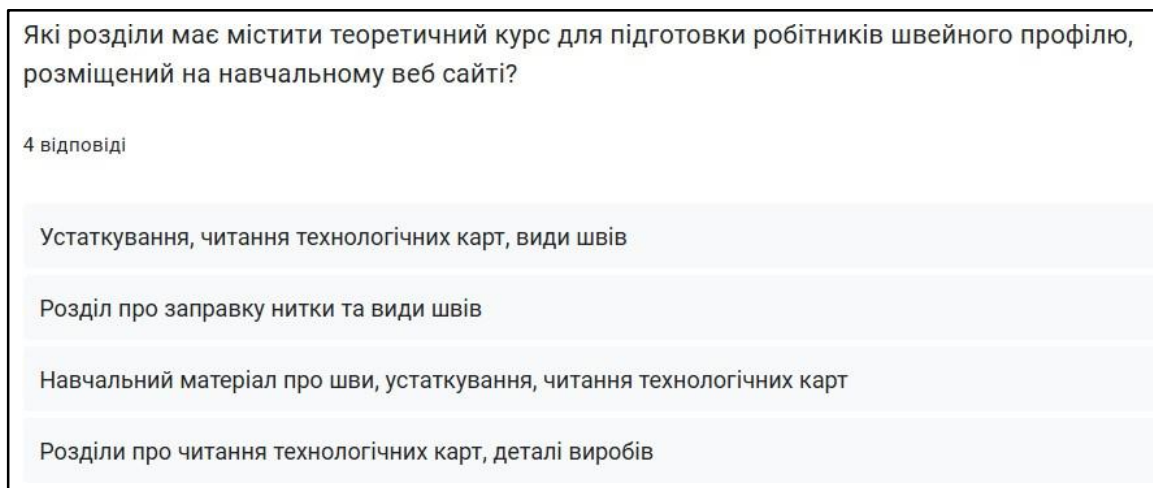 Які розділи має містити теоретичний курс для підготовки робітників швейного профілю,
розміщений на навчальному веб сайті?
4 відповіді
Устаткування, читання технологічних карт, види швів
Розділ про заправку нитки та види швів
Навчальний матеріал про шви, устаткування, читання технологічних карт
Розділи про читання технологічних карт, деталі виробів